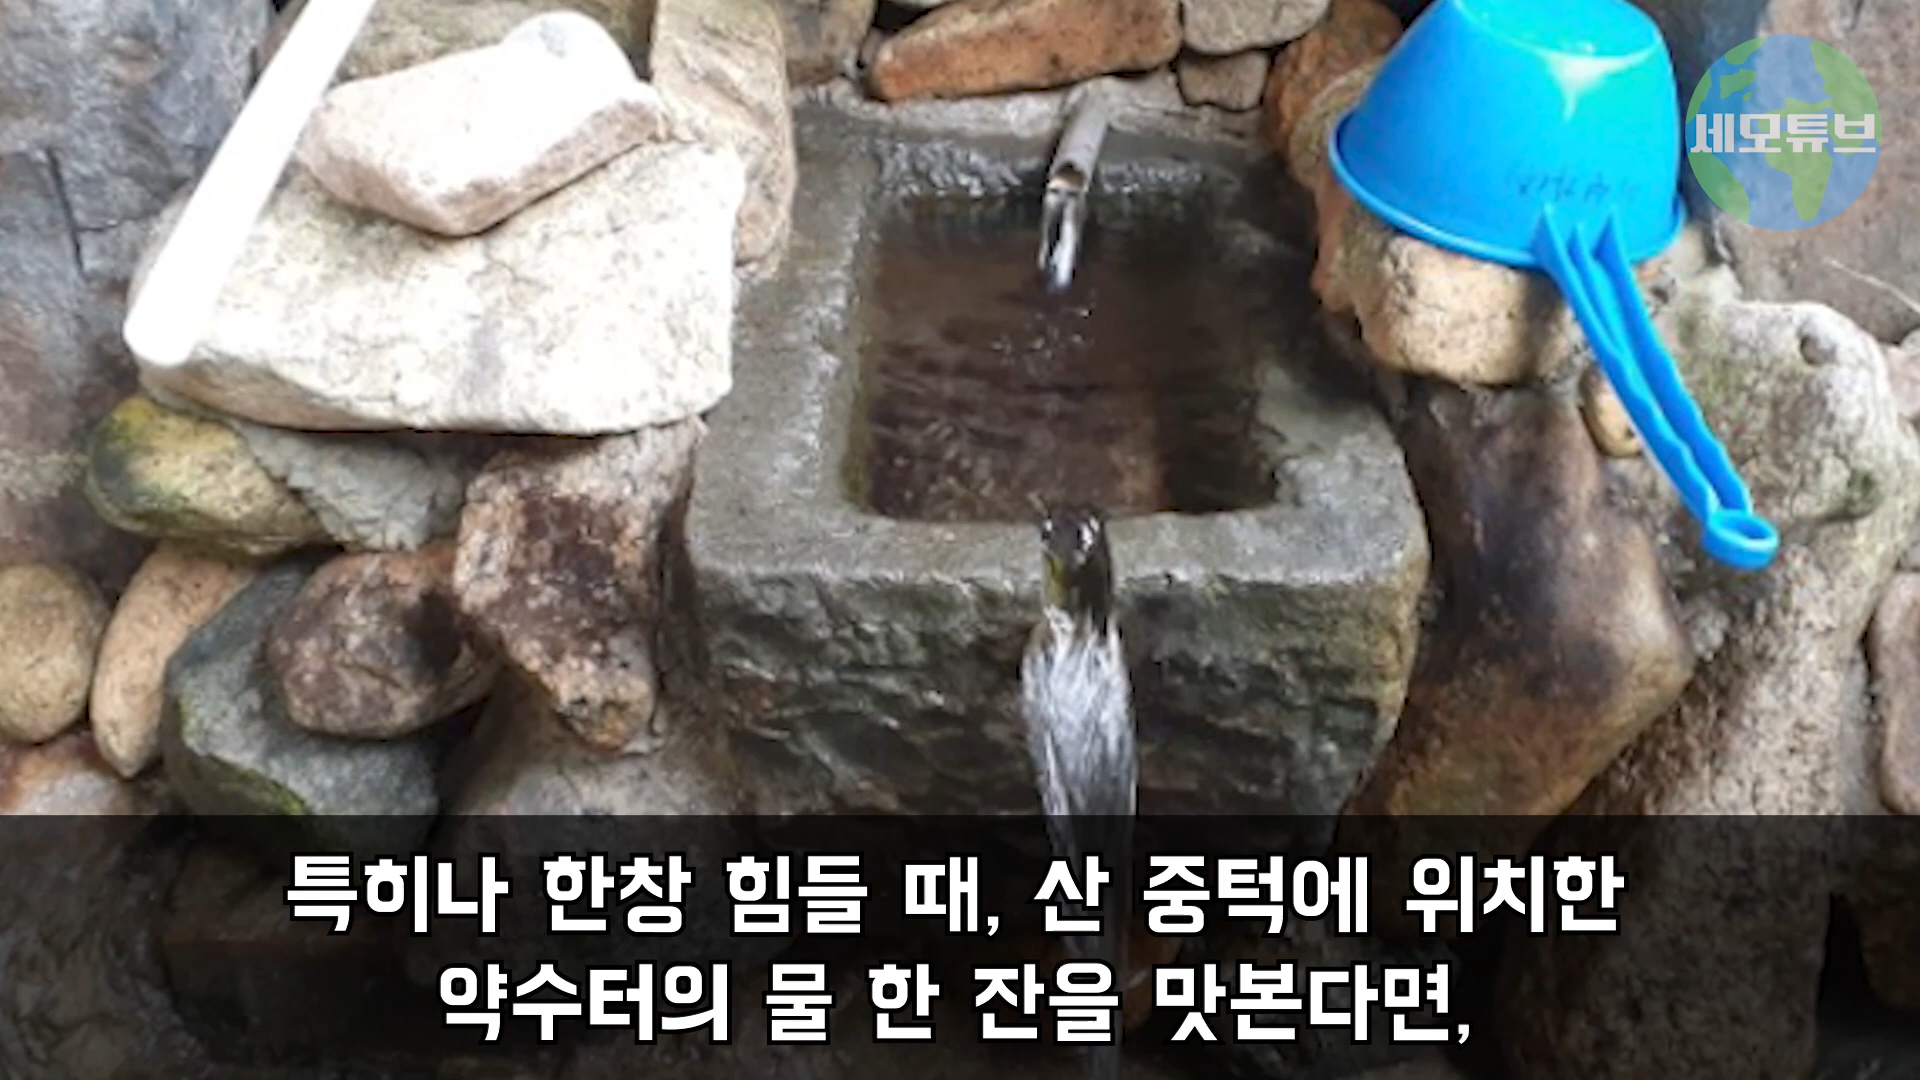 세모튜브
특히나 한창 힘들 때, 산 중턱에 위치한
약수터의 물 한 잔을 맛본다면,